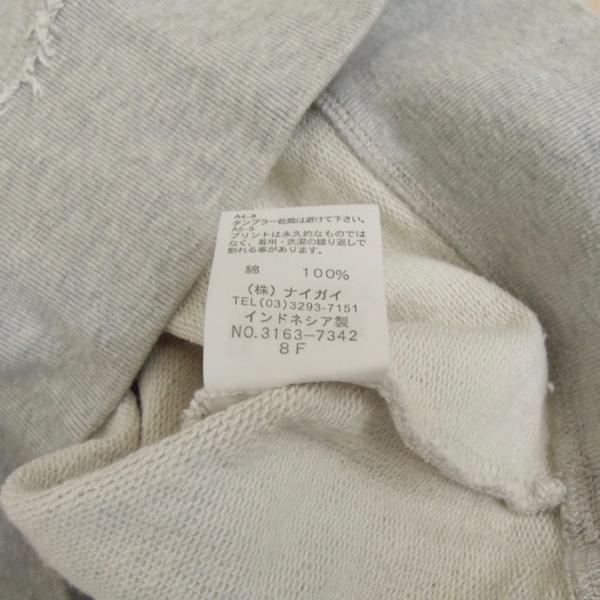 A4-8
タンブラー乾燥は避けて下さい。
A5-9
プリントは永久的なものでは
なく、着用・洗濯の繰り返しで
割れる事があります。
綿 100%
(株) ナイガイ
TEL(03)3293-7151
インドネシア製
NO.3163-7342
8F